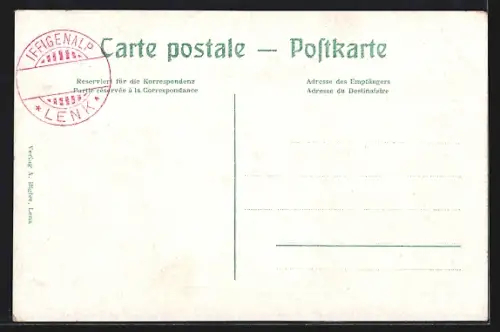 IFFIGENALP
* LENK *
Carte postale — Poſtkarte
Reserviert für die Korrespondenz
Partie réservée à la Correspondance
Adresse des Empfängers
Adresse du Destinataire
Verlag A.